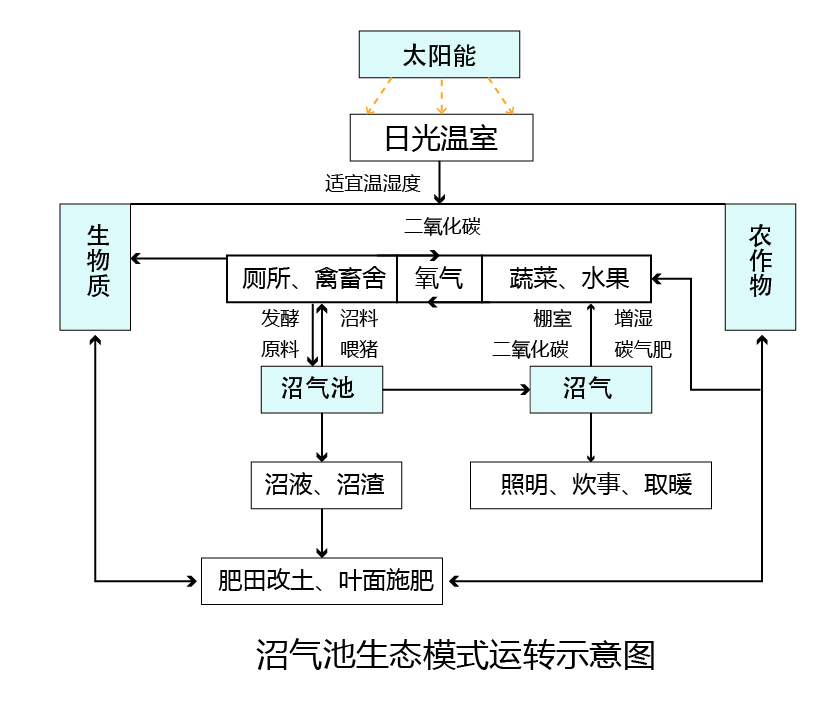 太阳能
日光温室
适宜温湿度
二氧化碳
生物质
农作物
厕所、禽畜舍
氧气
蔬菜、水果
发酵
原料
沼料
喂猪
棚室
二氧化碳
增湿
碳气肥
沼气池
沼气
沼液、沼渣
照明、炊事、取暖
肥田改土、叶面施肥
沼气池生态模式运转示意图